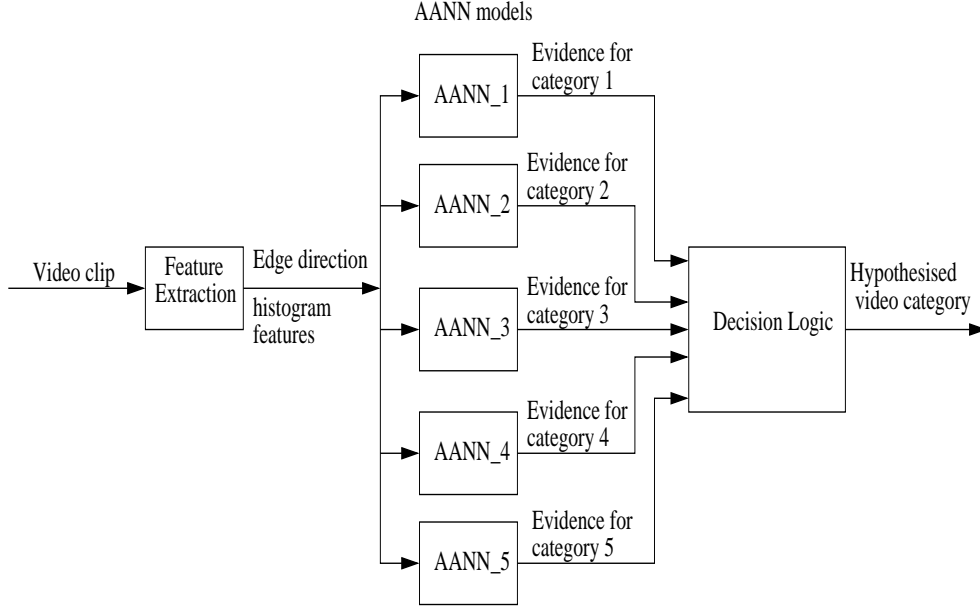 AANN models
Evidence for
category 1
AANN_1
Evidence for
category 2
AANN_2
Video clip
Feature
Extraction
Edge direction
histogram
features
Evidence for
category 3
AANN_3
Decision Logic
Hypothesised
video category
Evidence for
category 4
AANN_4
Evidence for
category 5
AANN_5